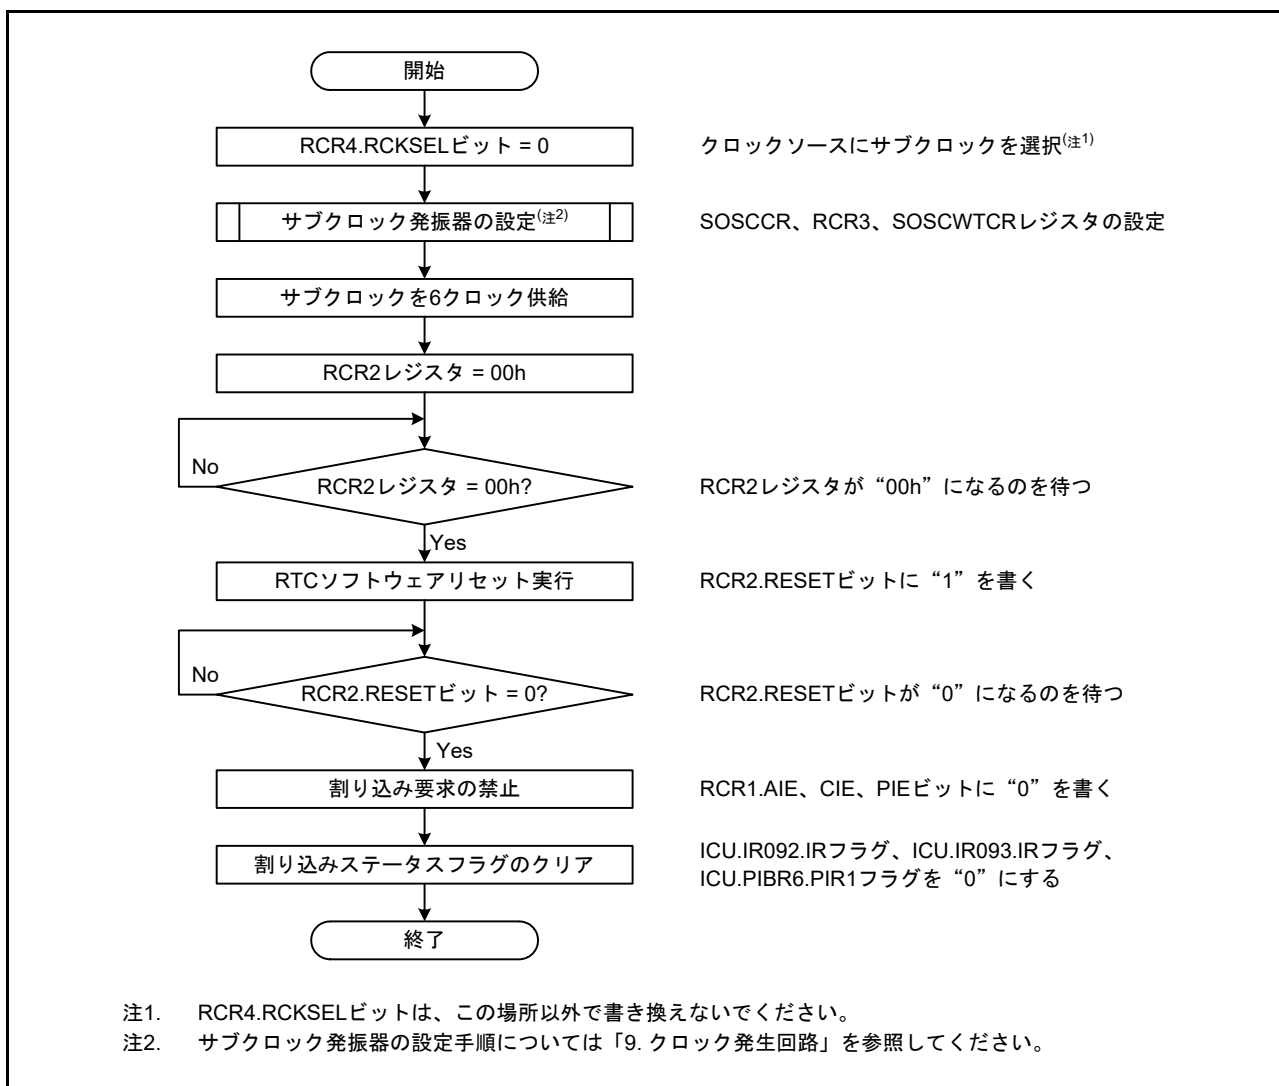 開始
RCR4.RCKSELビット = 0
クロックソースにサブクロックを選択(注1)
サブクロック発振器の設定(注2)
SOSCCR、RCR3、SOSCWTCRレジスタの設定
サブクロックを6クロック供給
RCR2レジスタ = 00h
No
RCR2レジスタ = 00h?
RCR2レジスタが“00h”になるのを待つ
Yes
RTCソフトウェアリセット実行
RCR2.RESETビットに“1”を書く
No
RCR2.RESETビット = 0?
RCR2.RESETビットが“0”になるのを待つ
Yes
割り込み要求の禁止
RCR1.AIE、CIE、PIEビットに“0”を書く
割り込みステータスフラグのクリア
ICU.IR092.IRフラグ、ICU.IR093.IRフラグ、
ICU.PIBR6.PIR1フラグを“0”にする
終了
注1. RCR4.RCKSELビットは、この場所以外で書き換えないでください。
注2. サブクロック発振器の設定手順については「9. クロック発生回路」を参照してください。